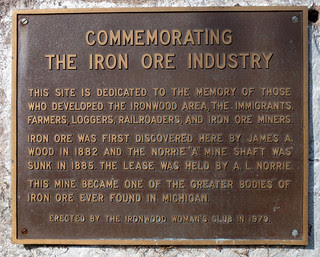 COMMEMORATING
THE IRON ORE INDUSTRY
THIS SITE IS DEDICATED TO THE MEMORY OF THOSE
WHO DEVELOPED THE IRONWOOD AREA, THE IMMIGRANTS,
FARMERS, LOGGERS, RAILROADERS, AND IRON ORE MINERS.
IRON ORE WAS FIRST DISCOVERED HERE BY JAMES A.
WOOD IN 1882 AND THE NORRIE "A" MINE SHAFT WAS
SUNK IN 1885. THE LEASE WAS HELD BY A. L. NORRIE.
THIS MINE BECAME ONE OF THE GREATER BODIES OF
IRON ORE EVER FOUND IN MICHIGAN.
ERECTED BY THE IRONWOOD WOMAN'S CLUB IN 1979.